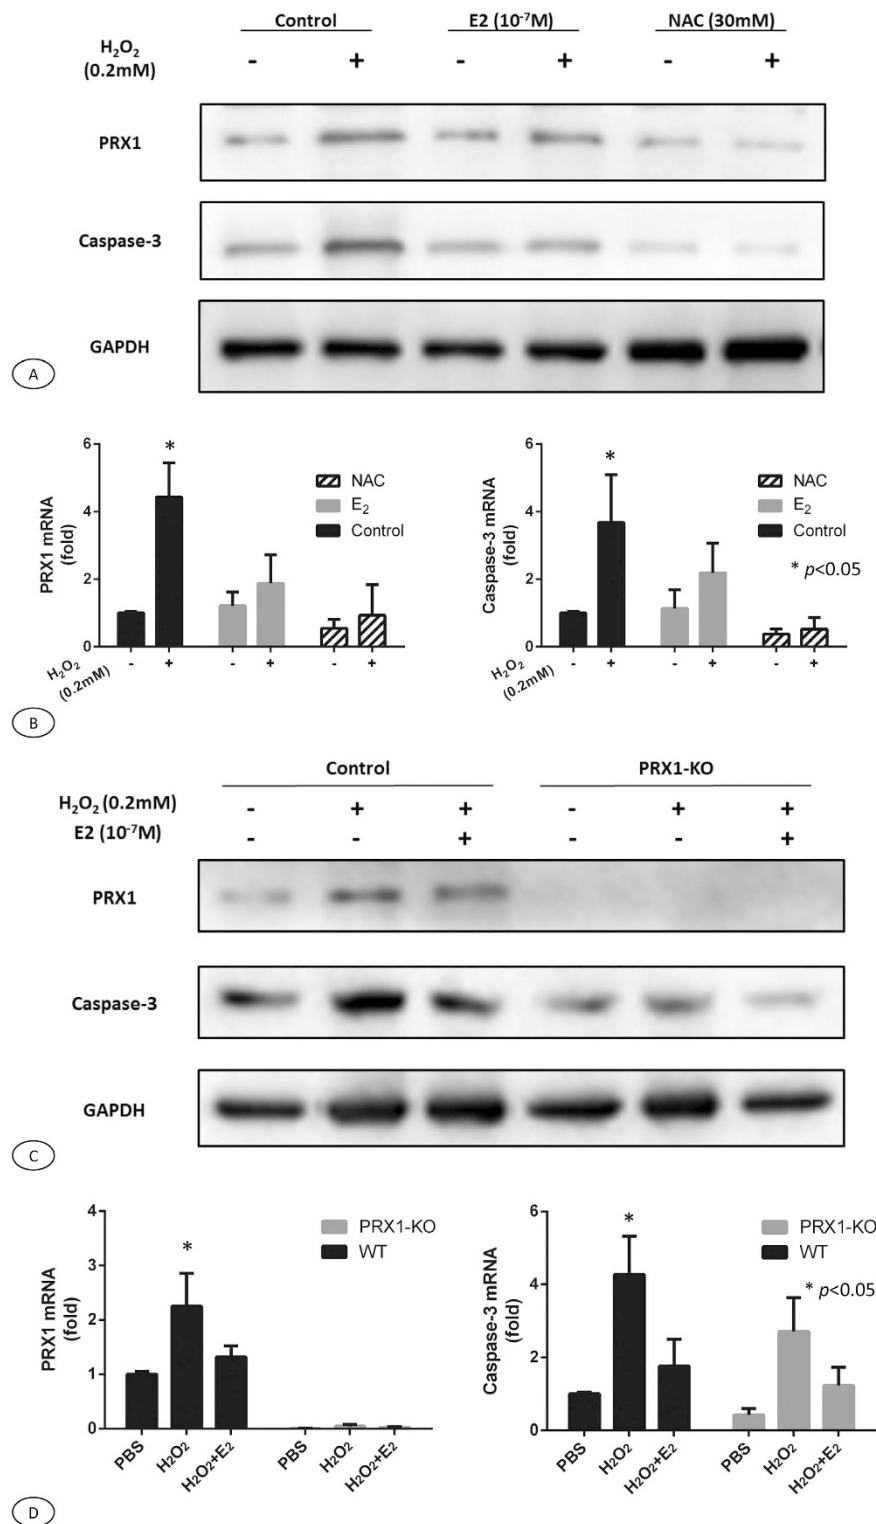 Control E2 (10⁻⁷M) NAC (30mM)
H₂O₂
(0.2mM)
- + - + - +
PRX1
Caspase-3
GAPDH
A
PRX1 mRNA
(fold)
6
4
2
0
*
NAC
E₂
Control
H₂O₂
(0.2mM)
- + - + - +
Caspase-3 mRNA
(fold)
6
4
2
0
*
NAC
E₂
Control
* p<0.05
H₂O₂
(0.2mM)
- + - + - +
B
Control PRX1-KO
H₂O₂ (0.2mM) - + + - + +
E2 (10⁻⁷M) - - + - - +
PRX1
Caspase-3
GAPDH
C
PRX1 mRNA
(fold)
4
3
2
1
0
*
PRX1-KO
WT
PBS H₂O₂ H₂O₂+E₂ PBS H₂O₂ H₂O₂+E₂
Caspase-3 mRNA
(fold)
6
4
2
0
*
PRX1-KO
WT
* p<0.05
PBS H₂O₂ H₂O₂+E₂ PBS H₂O₂ H₂O₂+E₂
D